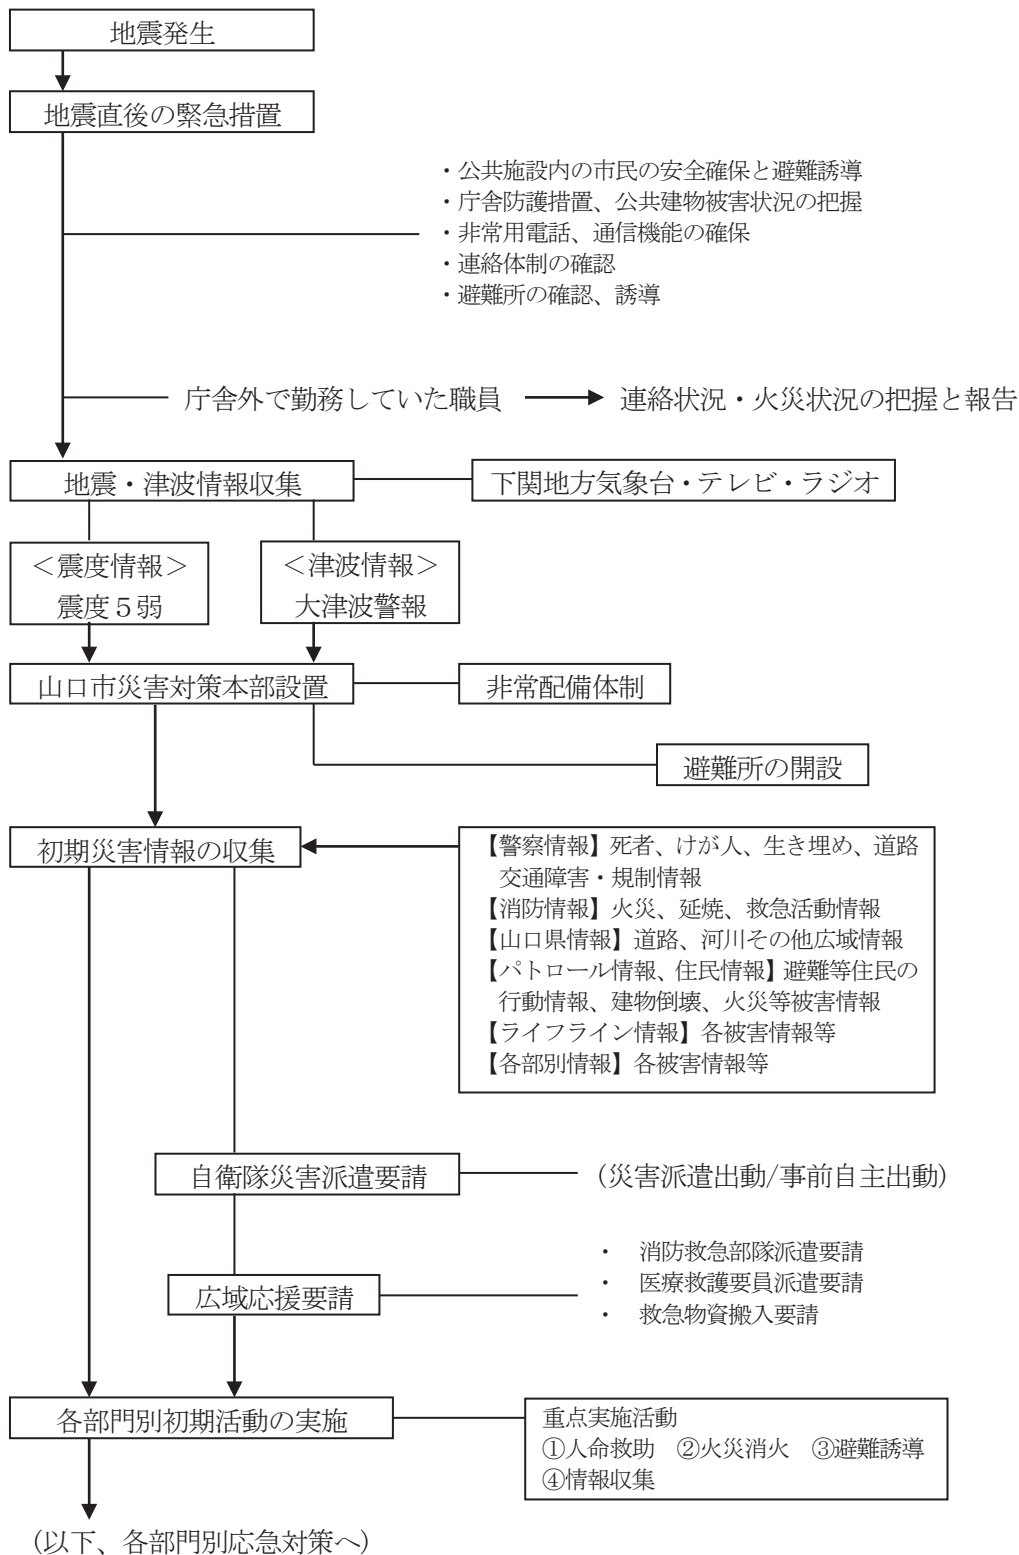 地震発生
地震直後の緊急措置
・公共施設内の市民の安全確保と避難誘導
・庁舎防護措置、公共建物被害状況の把握
・非常用電話、通信機能の確保
・連絡体制の確認
・避難所の確認、誘導
庁舎外で勤務していた職員
連絡状況・火災状況の把握と報告
地震・津波情報収集
下関地方気象台・テレビ・ラジオ
＜震度情報＞
震度５弱
＜津波情報＞
大津波警報
山口市災害対策本部設置
非常配備体制
避難所の開設
初期災害情報の収集
【警察情報】死者、けが人、生き埋め、道路
交通障害・規制情報
【消防情報】火災、延焼、救急活動情報
【山口県情報】道路、河川その他広域情報
【パトロール情報、住民情報】避難等住民の
行動情報、建物倒壊、火災等被害情報
【ライフライン情報】各被害情報等
【各部別情報】各被害情報等
自衛隊災害派遣要請
（災害派遣出動/事前自主出動）
・　消防救急部隊派遣要請
・　医療救護要員派遣要請
・　救急物資搬入要請
広域応援要請
各部門別初期活動の実施
重点実施活動
①人命救助　②火災消火　③避難誘導
④情報収集
（以下、各部門別応急対策へ）